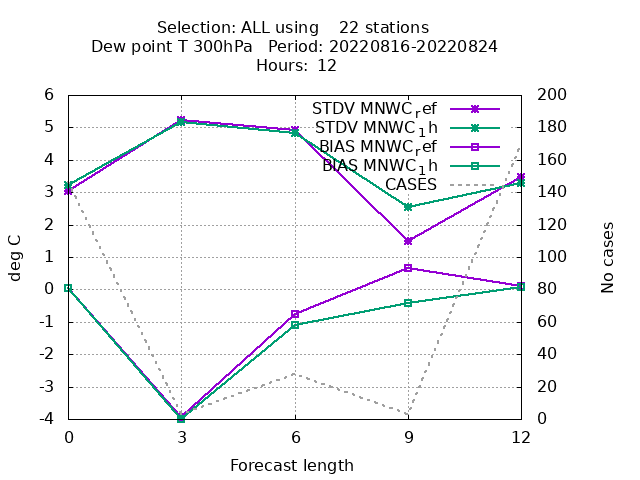 Selection: ALL using    22 stations
Dew point T 300hPa   Period: 20220816-20220824
Hours: 12
STDV MNWC_ref
STDV MNWC_1h
BIAS MNWC_ref
BIAS MNWC_1h
CASES
6
5
4
3
2
1
0
-1
-2
-3
-4
deg C
200
180
160
140
120
100
80
60
40
20
0
No cases
0 3 6 9 12
Forecast length